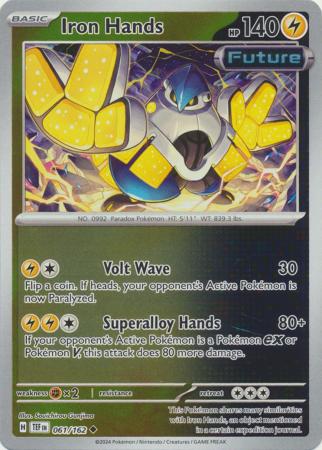 BASIC
Iron Hands
HP 140
Future
NO. 0992 Paradox Pokémon HT: 5'11" WT: 839.3 lbs.
Volt Wave 30
Flip a coin. If heads, your opponent's Active Pokémon is
now Paralyzed.
Superalloy Hands 80+
If your opponent's Active Pokémon is a Pokémon ex or
Pokémon V, this attack does 80 more damage.
weakness ×2 resistance retreat
Illus. Souichirou Gunjima
H TEF EN 061/162
This Pokémon shares many similarities
with Iron Hands, an object mentioned
in a certain expedition journal.
©2024 Pokémon / Nintendo / Creatures / GAME FREAK